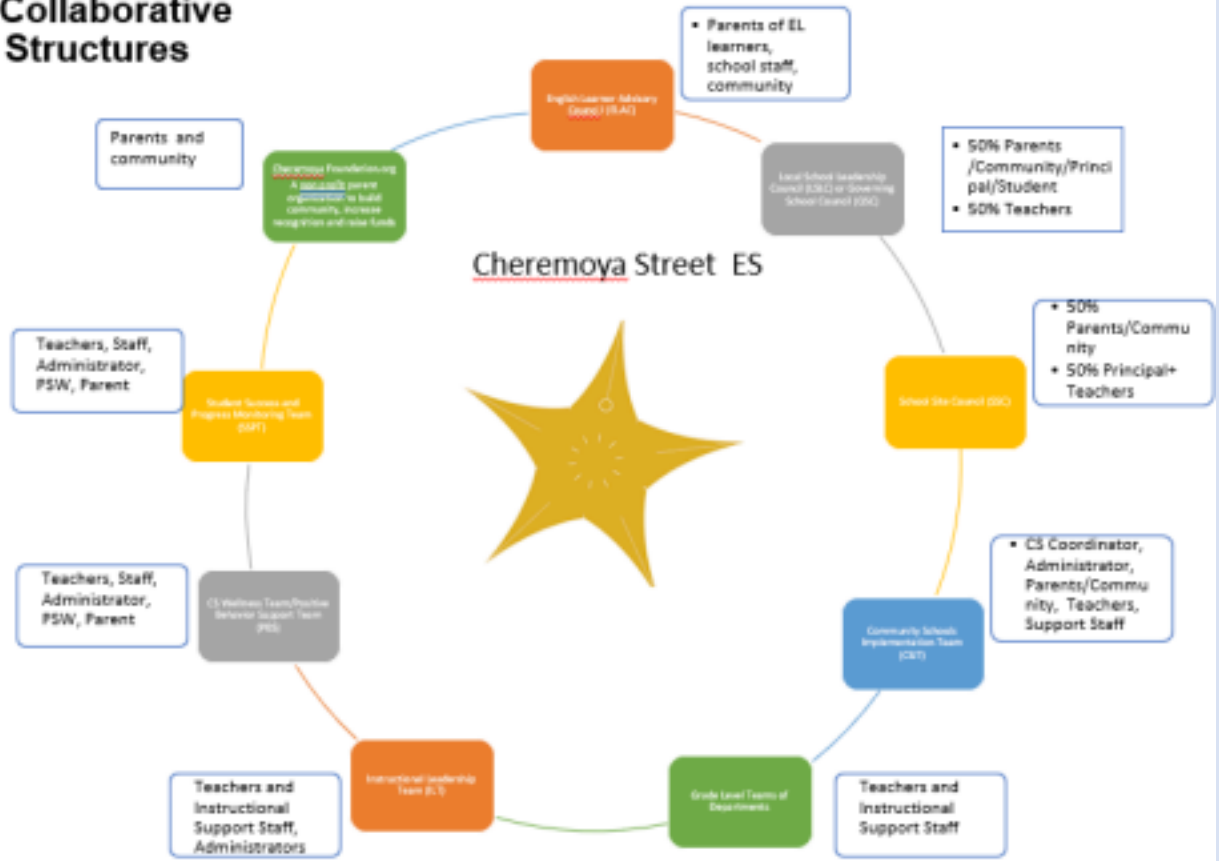 Collaborative
Structures
English Learner Advisory
Council (ELAC)
• Parents of EL
learners,
school staff,
community
Local School Leadership
Council (LSLC) or Governing
School Council (GSC)
• 50% Parents
/Community/Princi
pal/Student
• 50% Teachers
School Site Council (SSC)
• 50%
Parents/Commu
nity
• 50% Principal+
Teachers
Community Schools
Implementation Team
(CSIT)
• CS Coordinator,
Administrator,
Parents/Commu
nity, Teachers,
Support Staff
Grade Level Teams of
Departments
Teachers and
Instructional
Support Staff
Instructional Leadership
Team (ILT)
Teachers and
Instructional
Support Staff,
Administrators
CS Wellness Team/Positive
Behavior Support Team
(PBS)
Teachers, Staff,
Administrator,
PSW, Parent
Student Success and
Progress Monitoring Team
(SSPT)
Teachers, Staff,
Administrator,
PSW, Parent
Cheremoya Foundation.org
A non profit parent
organization to build
community, increase
recognition and raise funds
Parents and
community
Cheremoya Street ES